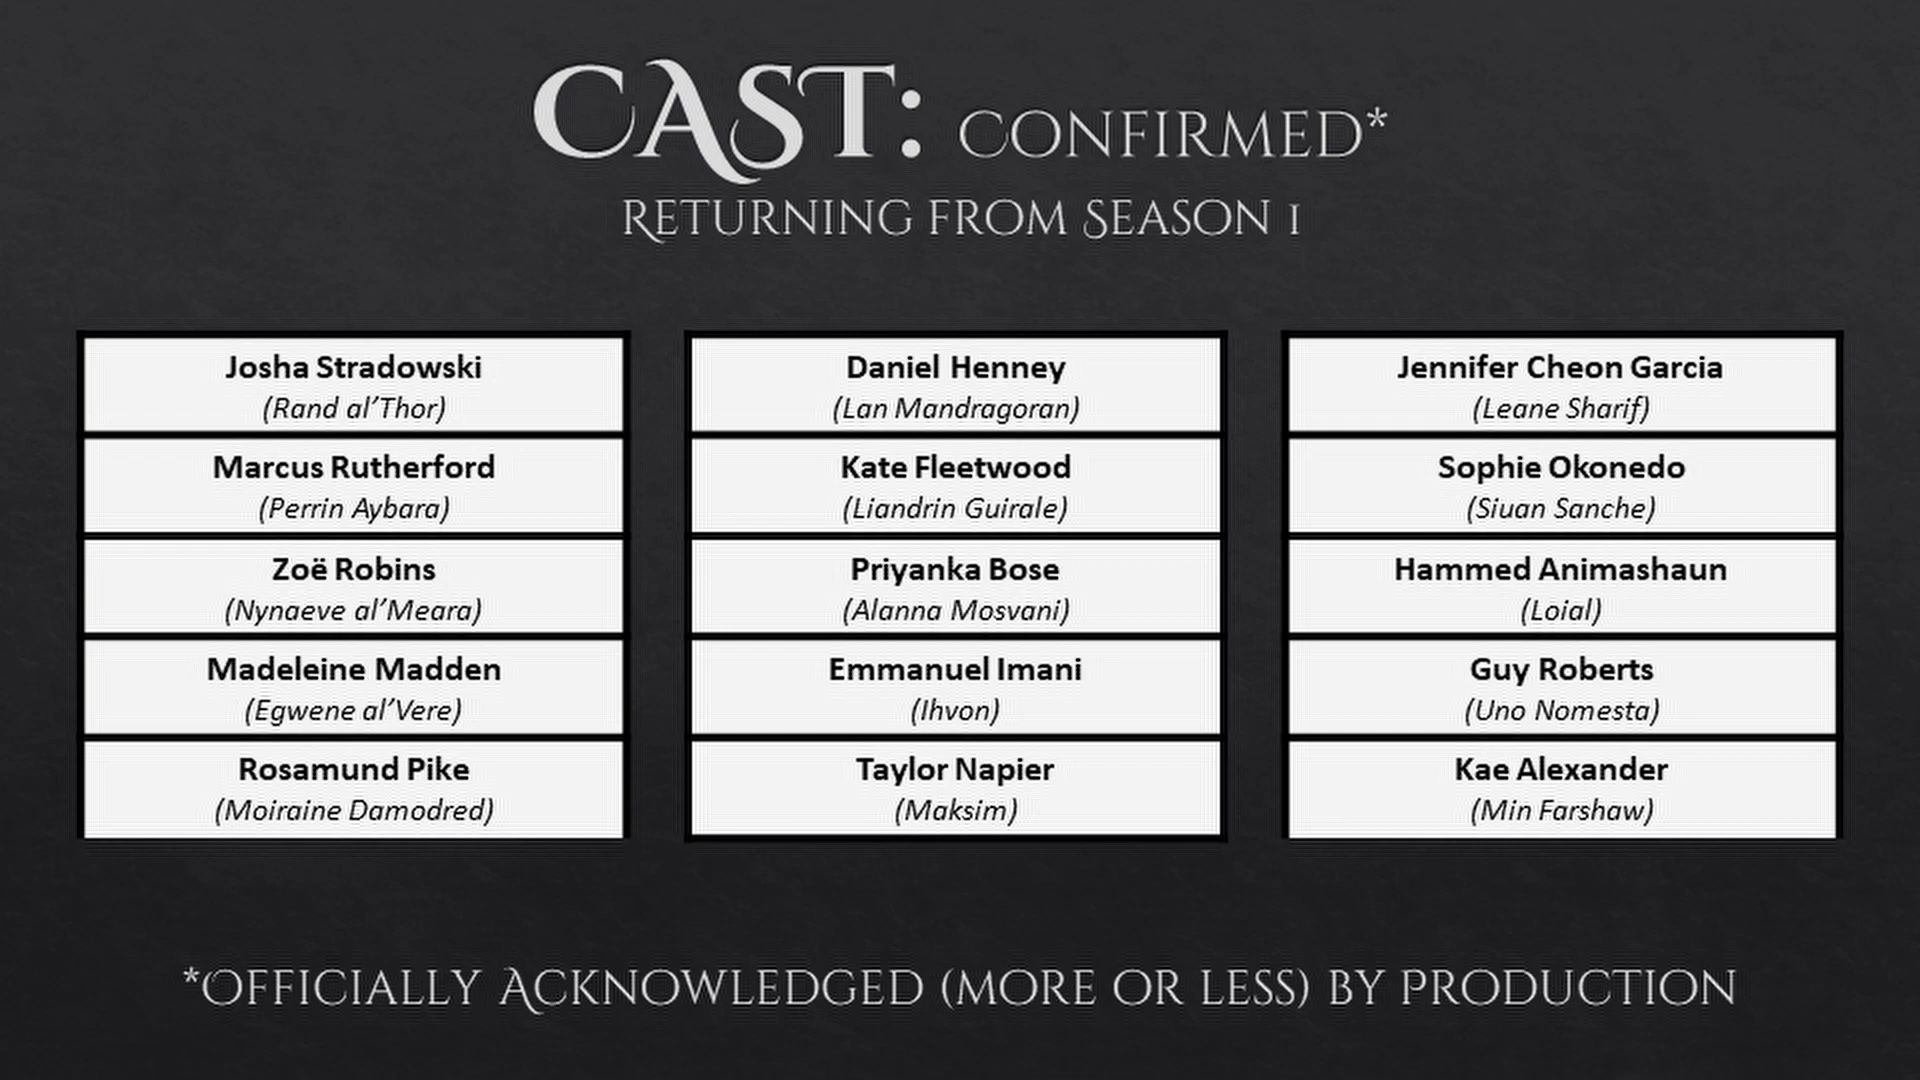 CAST: CONFIRMED*
RETURNING FROM SEASON 1
Josha Stradowski
(Rand al’Thor)
Marcus Rutherford
(Perrin Aybara)
Zoë Robins
(Nynaeve al’Meara)
Madeleine Madden
(Egwene al’Vere)
Rosamund Pike
(Moiraine Damodred)
Daniel Henney
(Lan Mandragoran)
Kate Fleetwood
(Liandrin Guirale)
Priyanka Bose
(Alanna Mosvani)
Emmanuel Imani
(Ihvon)
Taylor Napier
(Maksim)
Jennifer Cheon Garcia
(Leane Sharif)
Sophie Okonedo
(Siuan Sanche)
Hammed Animashaun
(Loial)
Guy Roberts
(Uno Nomesta)
Kae Alexander
(Min Farshaw)
*OFFICIALLY ACKNOWLEDGED (MORE OR LESS) BY PRODUCTION